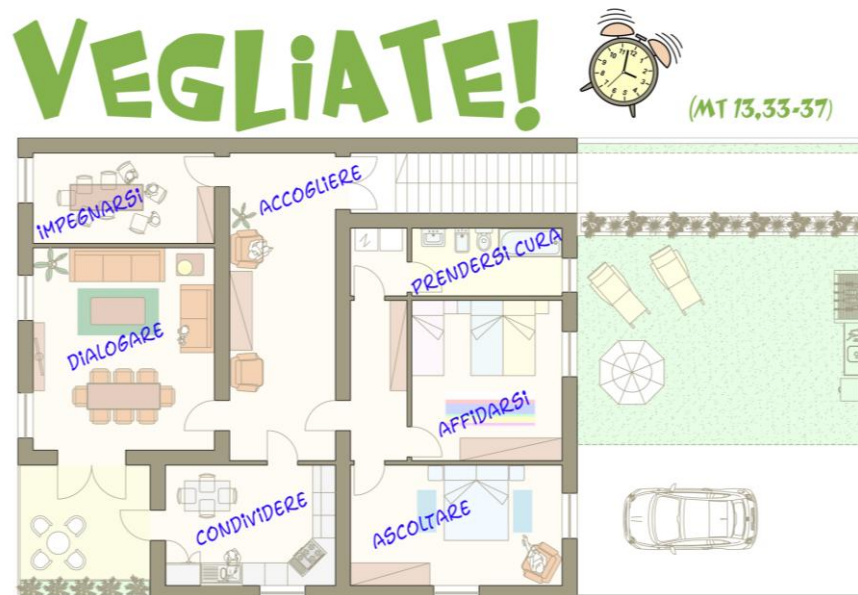 VEGLiATE!
(MT 13,33-37)
iMPEGNARSi
ACCOGLiERE
PRENDERSi CURA
DiALOGARE
AFFiDARSi
CONDiViDERE
ASCOLTARE